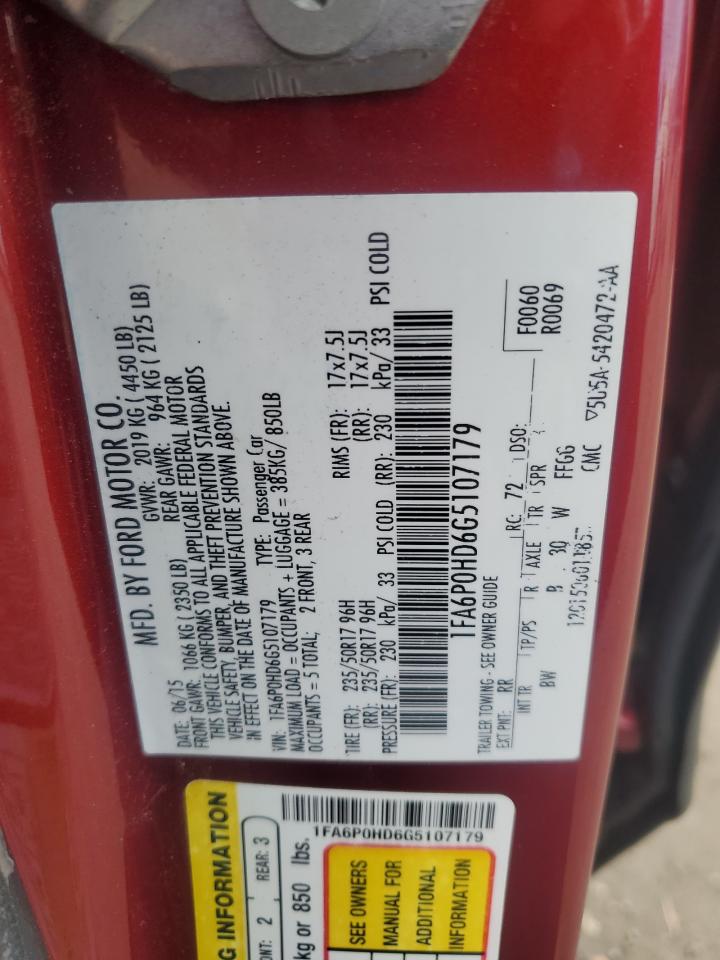 MFD. BY FORD MOTOR CO.
DATE: 06/15 GVWR: 2019 KG ( 4450 LB)
FRONT GAWR: 1066 KG ( 2350 LB) REAR GAWR: 964 KG ( 2125 LB)
THIS VEHICLE CONFORMS TO ALL APPLICABLE FEDERAL MOTOR
VEHICLE SAFETY, BUMPER, AND THEFT PREVENTION STANDARDS
IN EFFECT ON THE DATE OF MANUFACTURE SHOWN ABOVE.
VIN: 1FA6P0HD6G5107179 TYPE: Passenger Car
MAXIMUM LOAD = OCCUPANTS + LUGGAGE = 385KG/ 850LB
OCCUPANTS = 5 TOTAL; 2 FRONT, 3 REAR
TIRE (FR): 235/50R17 96H RIMS (FR): 17x7.5J
(RR): 235/50R17 96H (RR): 17x7.5J
PRESSURE (FR): 230 kPa/ 33 PSI COLD (RR): 230 kPa/ 33 PSI COLD
1FA6P0HD6G5107179
TRAILER TOWING - SEE OWNER GUIDE F0060
EXT PNT: RR RC: 72 DSO: R0069
INT TR TP/PS R AXLE TR SPR
BW B 30 W FFGG
CMC 5U5A-5420472-AA
1FA6P0HD6G5107179
G INFORMATION
ONT: 2 REAR: 3
kg or 850 lbs.
SEE OWNERS
MANUAL FOR
ADDITIONAL
INFORMATION